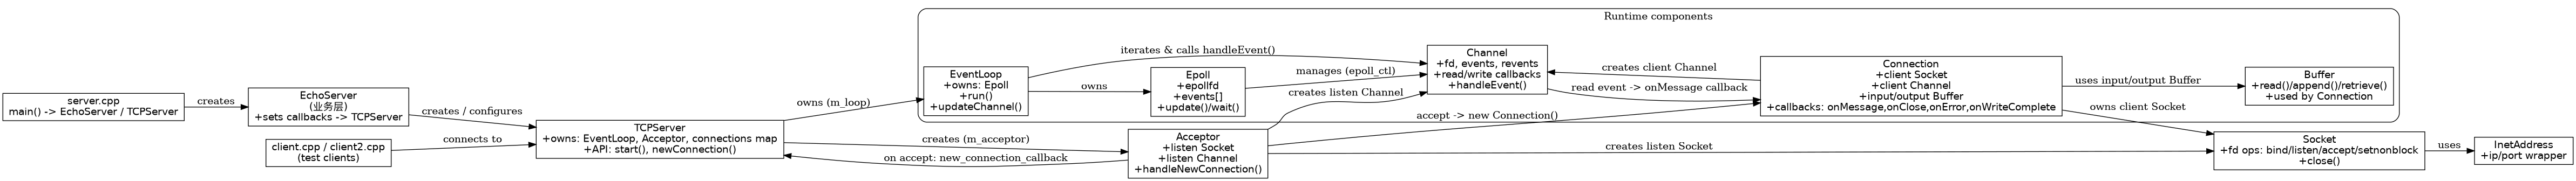 Runtime components
server.cpp
main() -> EchoServer / TCPServer
creates
EchoServer
(业务层)
+sets callbacks -> TCPServer
creates / configures
client.cpp / client2.cpp
(test clients)
connects to
TCPServer
+owns: EventLoop, Acceptor, connections map
+API: start(), newConnection()
owns (m_loop)
creates (m_acceptor)
on accept: new_connection_callback
EventLoop
+owns: Epoll
+run()
+updateChannel()
iterates & calls handleEvent()
owns
Epoll
+epollfd
+events[]
+update()/wait()
manages (epoll_ctl)
creates listen Channel
Acceptor
+listen Socket
+listen Channel
+handleNewConnection()
accept -> new Connection()
creates listen Socket
Channel
+fd, events, revents
+read/write callbacks
+handleEvent()
creates client Channel
read event -> onMessage callback
Connection
+client Socket
+client Channel
+input/output Buffer
+callbacks: onMessage,onClose,onError,onWriteComplete
uses input/output Buffer
owns client Socket
Buffer
+read()/append()/retrieve()
+used by Connection
Socket
+fd ops: bind/listen/accept/setnonblock
+close()
uses
InetAddress
+ip/port wrapper